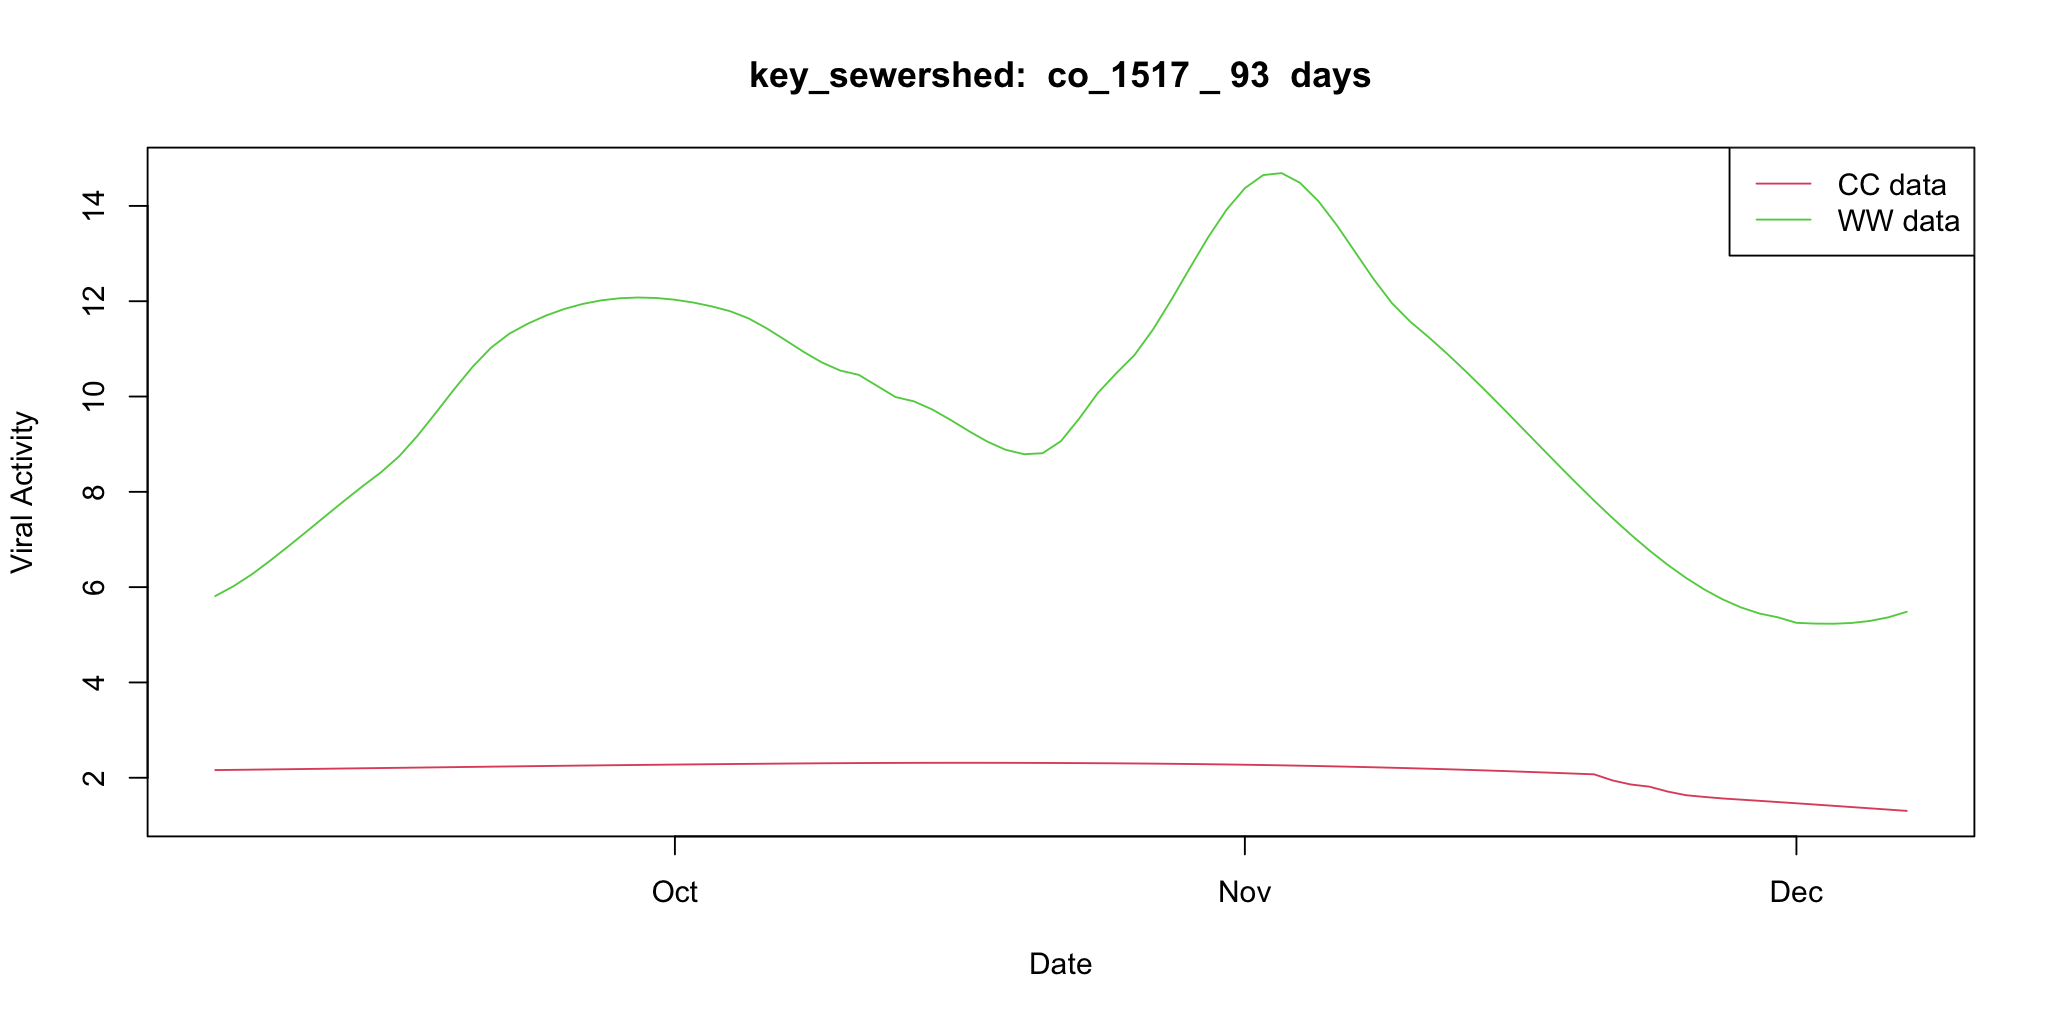 key_sewershed:  co_1517 _ 93  days
CC data
WW data
Viral Activity
14
12
10
8
6
4
2
Oct
Nov
Dec
Date